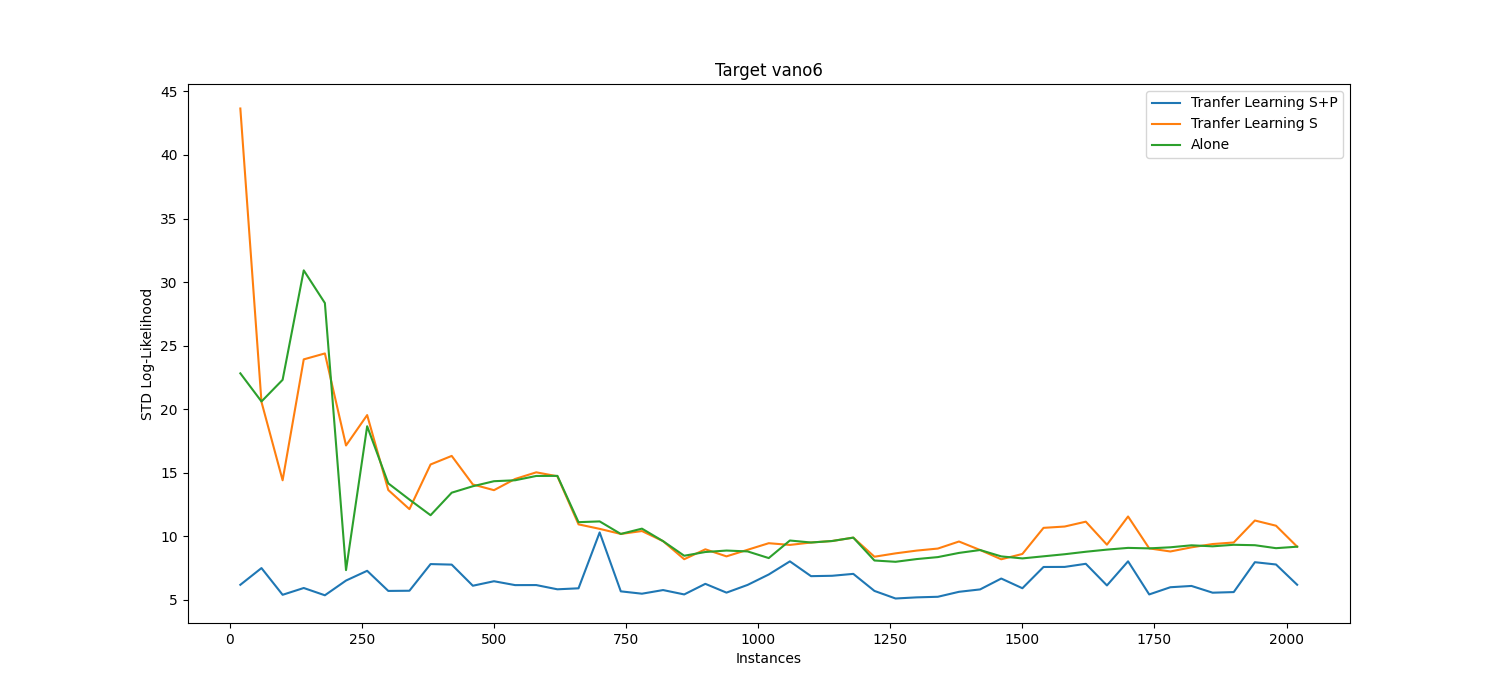 Target vano6
45
40
35
30
25
20
15
10
5
STD Log-Likelihood
Tranfer Learning S+P
Tranfer Learning S
Alone
0 250 500 750 1000 1250 1500 1750 2000
Instances